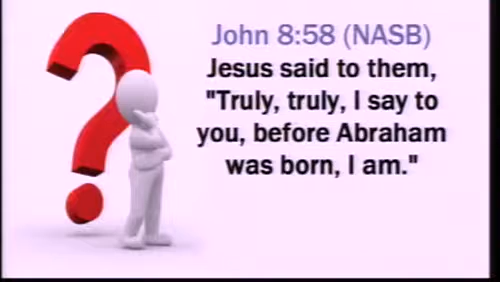 John 8:58 (NASB)
Jesus said to them,
"Truly, truly, I say to
you, before Abraham
was born, I am."